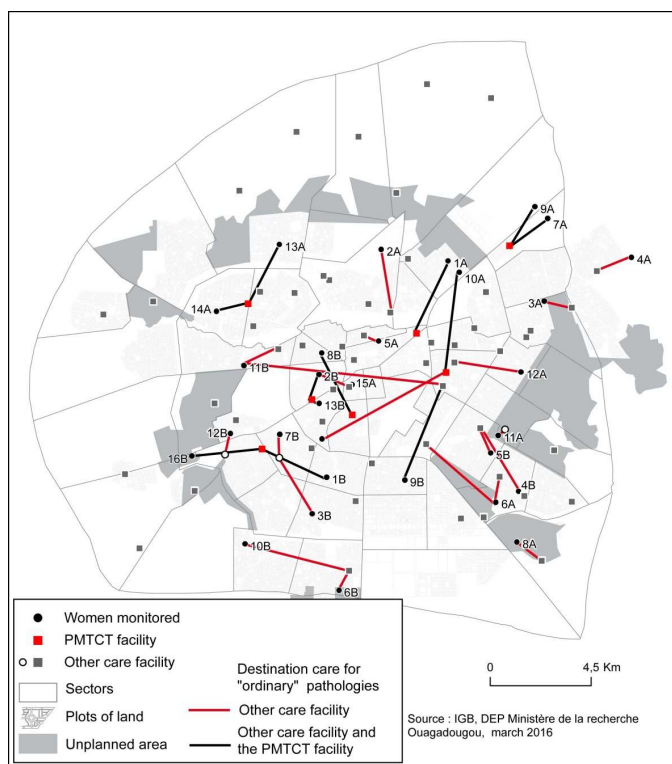 9A
7A
13A
2A
1A
4A
10A
3A
14A
5A
8B
11B
2B
15A
12A
13B
12B
7B
11A
16B
5B
1B
9B
4B
6A
3B
10B
8A
6B
Women monitored
PMTCT facility
Other care facility
Sectors
Plots of land
Unplanned area
Destination care for
"ordinary" pathologies
Other care facility
Other care facility and
the PMTCT facility
0
4,5 Km
Source : IGB, DEP Ministère de la recherche
Ouagadougou, march 2016